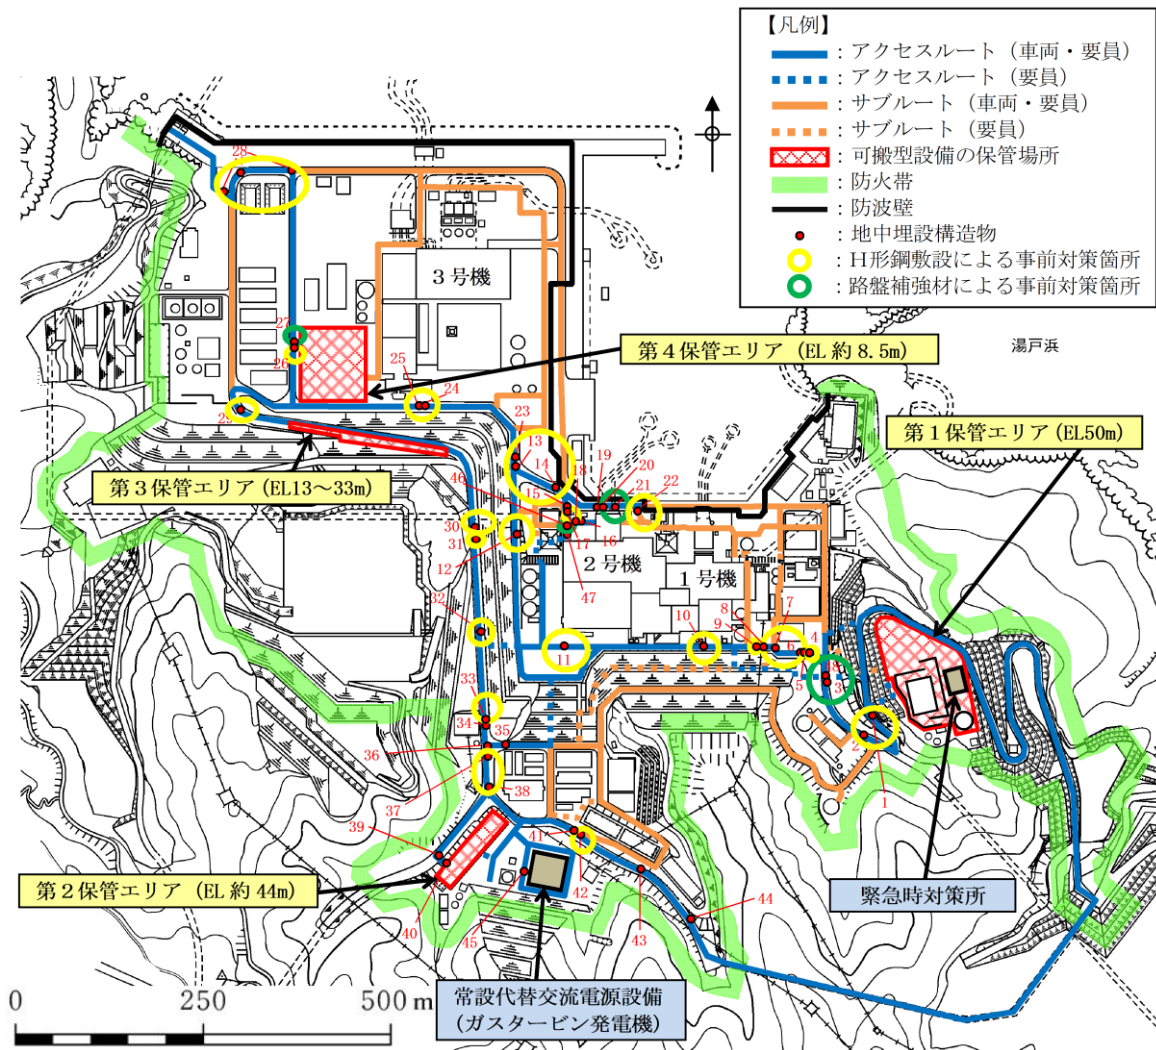 【凡例】
：アクセスルート（車両・要員）
：アクセスルート（要員）
：サブルート（車両・要員）
：サブルート（要員）
：可搬型設備の保管場所
：防火帯
：防波壁
：地中埋設構造物
：Ｈ形鋼敷設による事前対策箇所
：路盤補強材による事前対策箇所
28
３号機
27
26
第４保管エリア（EL 約 8.5m）
湯戸浜
25
24
29
23
13
14
第１保管エリア(EL50m)
第３保管エリア(EL13～33m)
46
18
19
20
15
21
22
30
31
12
16
17
２号機
１号機
47
32
10
8
9
7
11
6
4
5
3
33
34
35
36
2
1
38
37
39
41
42
第２保管エリア（EL 約 44m）
緊急時対策所
40
45
43
44
0
250
500 m
常設代替交流電源設備
(ガスタービン発電機)